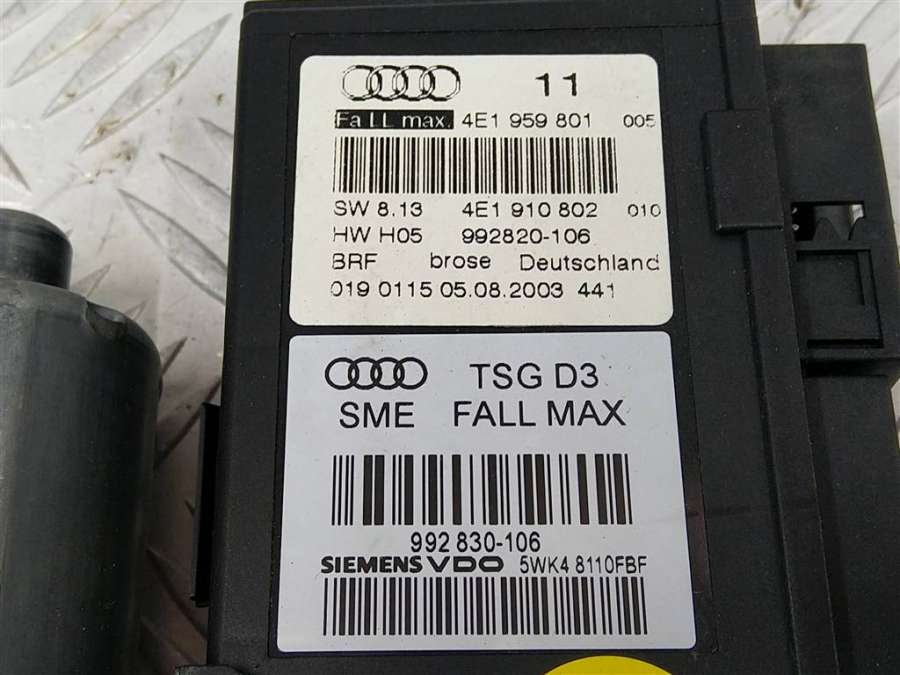 11
Fa LL max. 4E1 959 801 005
SW 8.13 4E1 910 802 010
HW H05 992820-106
BRF brose Deutschland
019 0115 05.08.2003 441
TSG D3
SME FALL MAX
992 830-106
SIEMENS VDO 5WK4 8110FBF